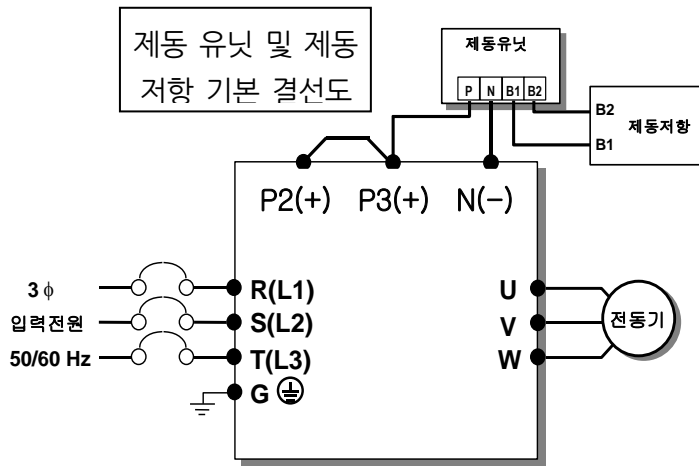 제동 유닛 및 제동
저항 기본 결선도
제동유닛
P N B1 B2
B2
제동저항
B1
P2(+) P3(+) N(-)
3 ϕ
R(L1)
U
입력전원
S(L2)
V
전동기
50/60 Hz
T(L3)
W
G